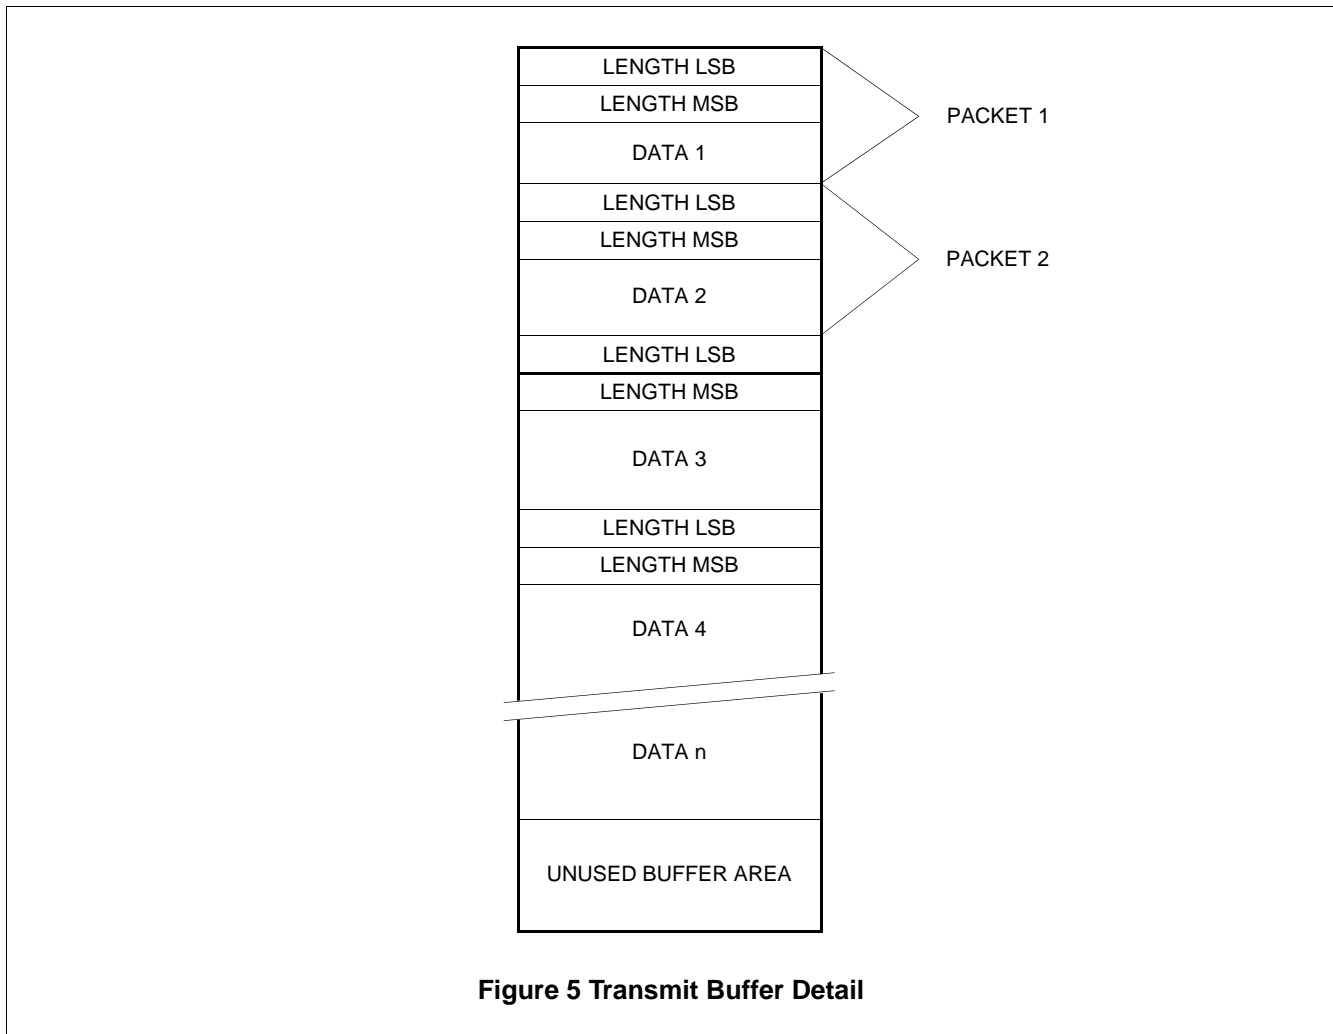 LENGTH LSB
LENGTH MSB
DATA 1
PACKET 1
LENGTH LSB
LENGTH MSB
DATA 2
PACKET 2
LENGTH LSB
LENGTH MSB
DATA 3
LENGTH LSB
LENGTH MSB
DATA 4
DATA n
UNUSED BUFFER AREA
Figure 5 Transmit Buffer Detail